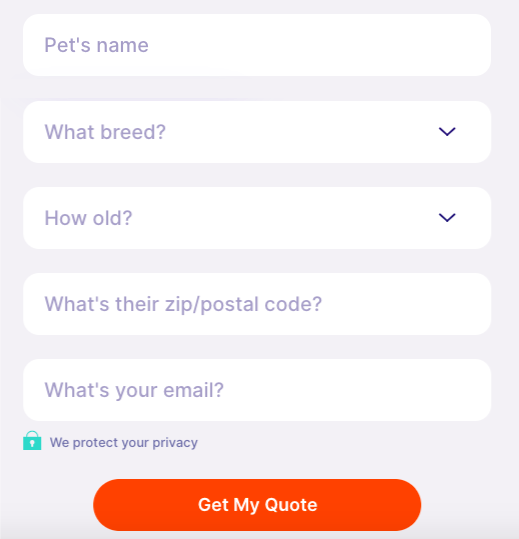 Pet's name
What breed?
How old?
What's their zip/postal code?
What's your email?
We protect your privacy
Get My Quote